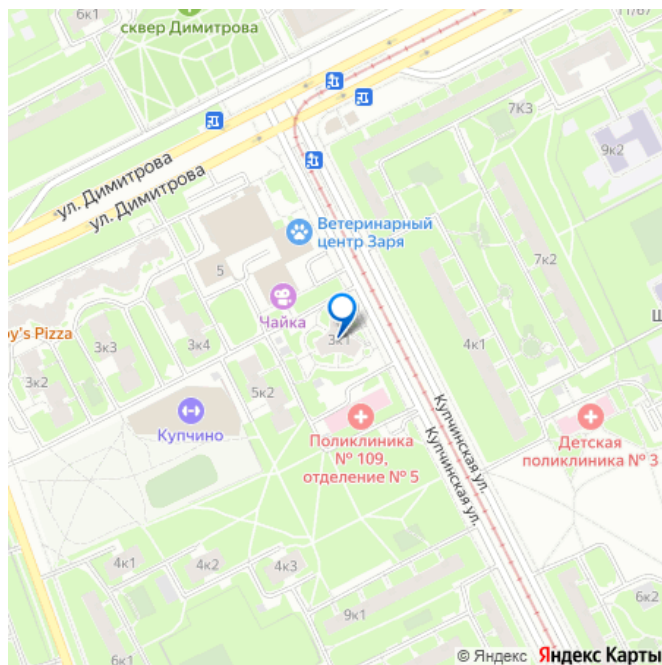 6к1
сквер Димитрова
11/67
7К3
9к2
ул. Димитрова
ул. Димитрова
Ветеринарный
центр Заря
7к2
5
Чайка
y's Pizza
3к3
3к4
3к1
4к1
3к2
5к2
Купчино
Поликлиника
№ 109,
отделение № 5
Купчинская ул.
Купчинская ул.
Детская
поликлиника № 3
4к1
4к2
4к3
9к1
6к2
6к1
© Яндекс Яндекс Карты